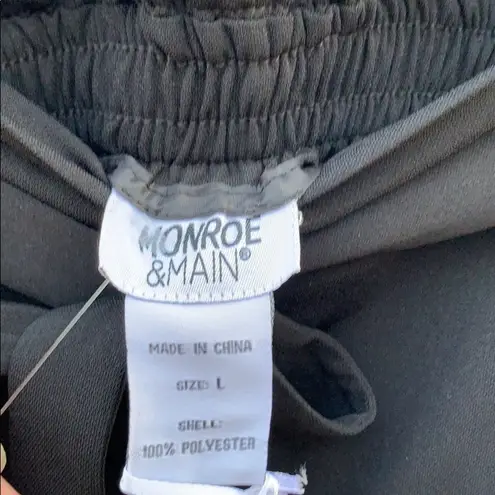 MONROE
&MAIN®
MADE IN CHINA
SIZE: L
SHELL:
100% POLYESTER